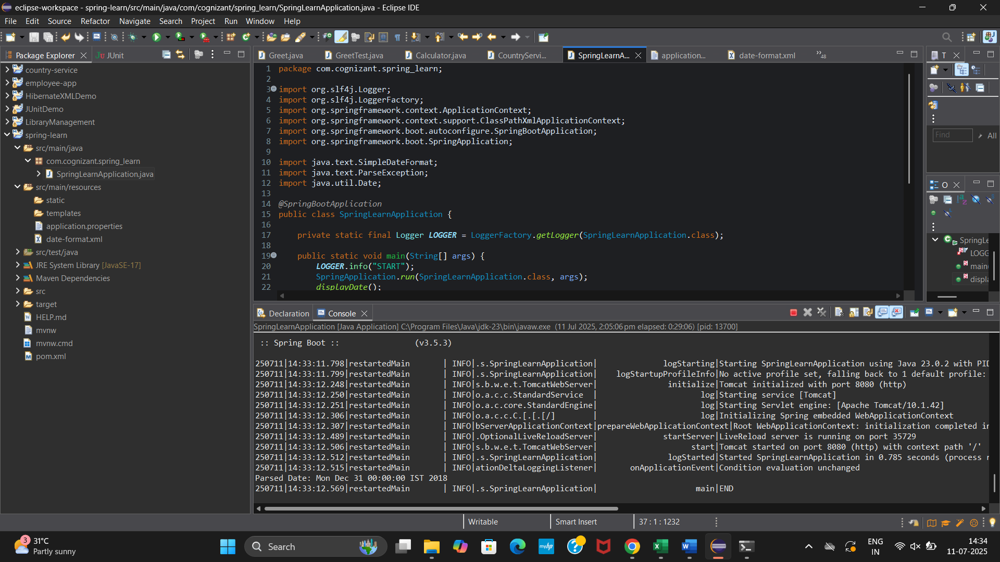 eclipse-workspace - spring-learn/src/main/java/com/cognizant/spring_learn/SpringLearnApplication.java - Eclipse IDE
File Edit Source Refactor Navigate Search Project Run Window Help
Package Explorer
JUnit
country-service
employee-app
HibernateXMLDemo
JUnitDemo
LibraryManagement
spring-learn
src/main/java
com.cognizant.spring_learn
SpringLearnApplication.java
src/main/resources
static
templates
application.properties
date-format.xml
src/test/java
JRE System Library [JavaSE-17]
Maven Dependencies
src
target
HELP.md
mvnw
mvnw.cmd
pom.xml
Greet.java GreetTest.java Calculator.java CountryServi... SpringLearnA... application... date-format.xml »48
1 package com.cognizant.spring_learn;
2
3 import org.slf4j.Logger;
4 import org.slf4j.LoggerFactory;
5 import org.springframework.context.ApplicationContext;
6 import org.springframework.context.support.ClassPathXmlApplicationContext;
7 import org.springframework.boot.autoconfigure.SpringBootApplication;
8 import org.springframework.boot.SpringApplication;
9
10 import java.text.SimpleDateFormat;
11 import java.text.ParseException;
12 import java.util.Date;
13
14 @SpringBootApplication
15 public class SpringLearnApplication {
16
17 private static final Logger LOGGER = LoggerFactory.getLogger(SpringLearnApplication.class);
18
19 public static void main(String[] args) {
20 LOGGER.info("START");
21 SpringApplication.run(SpringLearnApplication.class, args);
22 displayDate();
T
Find
All
O
SpringLe
LOGG
main(
displa
Declaration Console
SpringLearnApplication [Java Application] C:\Program Files\Java\jdk-23\bin\javaw.exe (11 Jul 2025, 2:05:06 pm elapsed: 0:29:06) [pid: 13700]
:: Spring Boot :: (v3.5.3)
250711|14:33:11.798|restartedMain | INFO|.s.SpringLearnApplication| logStarting|Starting SpringLearnApplication using Java 23.0.2 with PID
250711|14:33:11.799|restartedMain | INFO|.s.SpringLearnApplication| logStartupProfileInfo|No active profile set, falling back to 1 default profile:
250711|14:33:12.248|restartedMain | INFO|s.b.w.e.t.TomcatWebServer| initialize|Tomcat initialized with port 8080 (http)
250711|14:33:12.250|restartedMain | INFO|o.a.c.c.StandardService | log|Starting service [Tomcat]
250711|14:33:12.251|restartedMain | INFO|o.a.c.core.StandardEngine| log|Starting Servlet engine: [Apache Tomcat/10.1.42]
250711|14:33:12.306|restartedMain | INFO|o.a.c.c.C.[.[.[/] | log|Initializing Spring embedded WebApplicationContext
250711|14:33:12.307|restartedMain | INFO|bServerApplicationContext|prepareWebApplicationContext|Root WebApplicationContext: initialization completed in
250711|14:33:12.489|restartedMain | INFO|.OptionalLiveReloadServer| startServer|LiveReload server is running on port 35729
250711|14:33:12.506|restartedMain | INFO|s.b.w.e.t.TomcatWebServer| start|Tomcat started on port 8080 (http) with context path '/'
250711|14:33:12.512|restartedMain | INFO|.s.SpringLearnApplication| logStarted|Started SpringLearnApplication in 0.785 seconds (process r
250711|14:33:12.515|restartedMain | INFO|ationDeltaLoggingListener| onApplicationEvent|Condition evaluation unchanged
Parsed Date: Mon Dec 31 00:00:00 IST 2018
250711|14:33:12.569|restartedMain | INFO|.s.SpringLearnApplication| main|END
Writable Smart Insert 37 : 1 : 1232
3
31°C
Partly sunny
Search
myhp
ENG
IN
14:34
11-07-2025